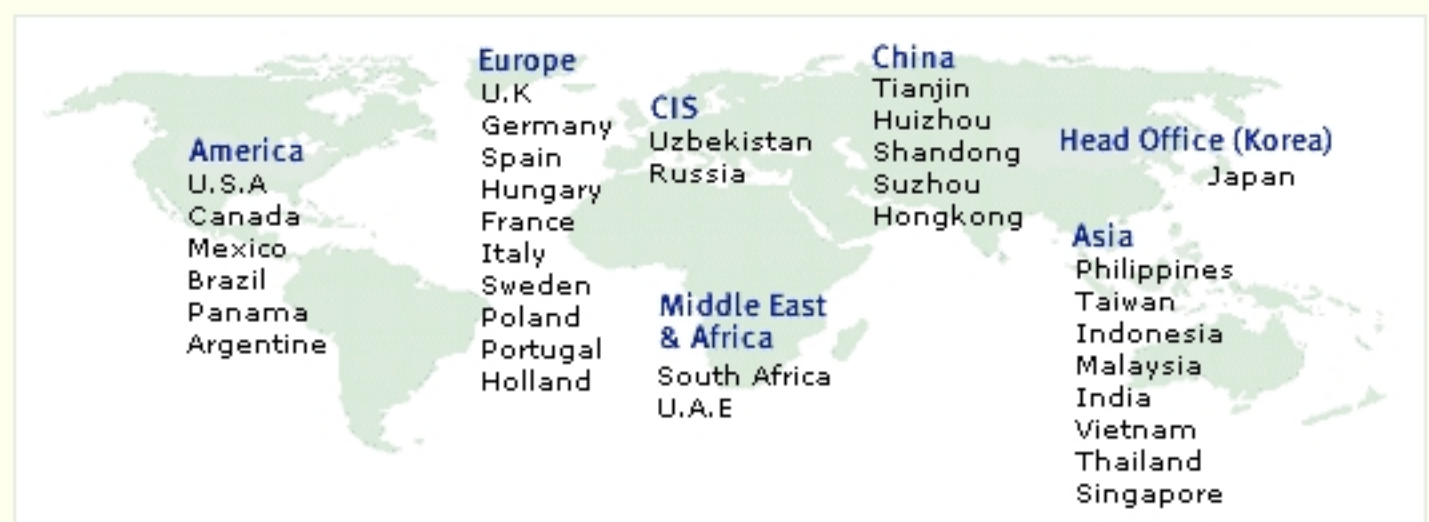 America
U.S.A
Canada
Mexico
Brazil
Panama
Argentine
Europe
U.K
Germany
Spain
Hungary
France
Italy
Sweden
Poland
Portugal
Holland
CIS
Uzbekistan
Russia
Middle East
& Africa
South Africa
U.A.E
China
Tianjin
Huizhou
Shandong
Suzhou
Hongkong
Head Office (Korea)
Japan
Asia
Philippines
Taiwan
Indonesia
Malaysia
India
Vietnam
Thailand
Singapore